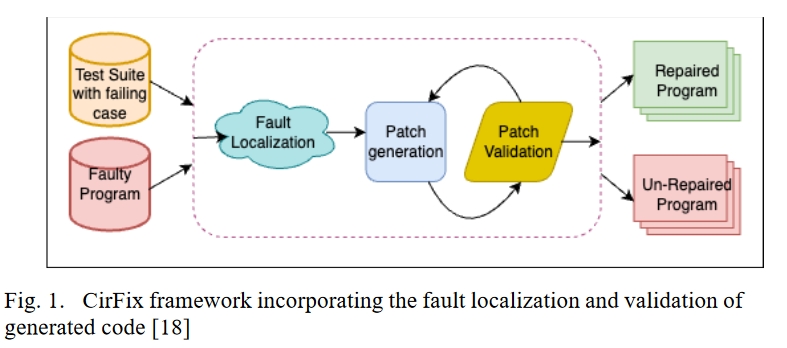 Test Suite
with failing
case
Faulty
Program
Fault
Localization
Patch
generation
Patch
Validation
Repaired
Program
Un-Repaired
Program
Fig. 1. CirFix framework incorporating the fault localization and validation of
generated code [18]